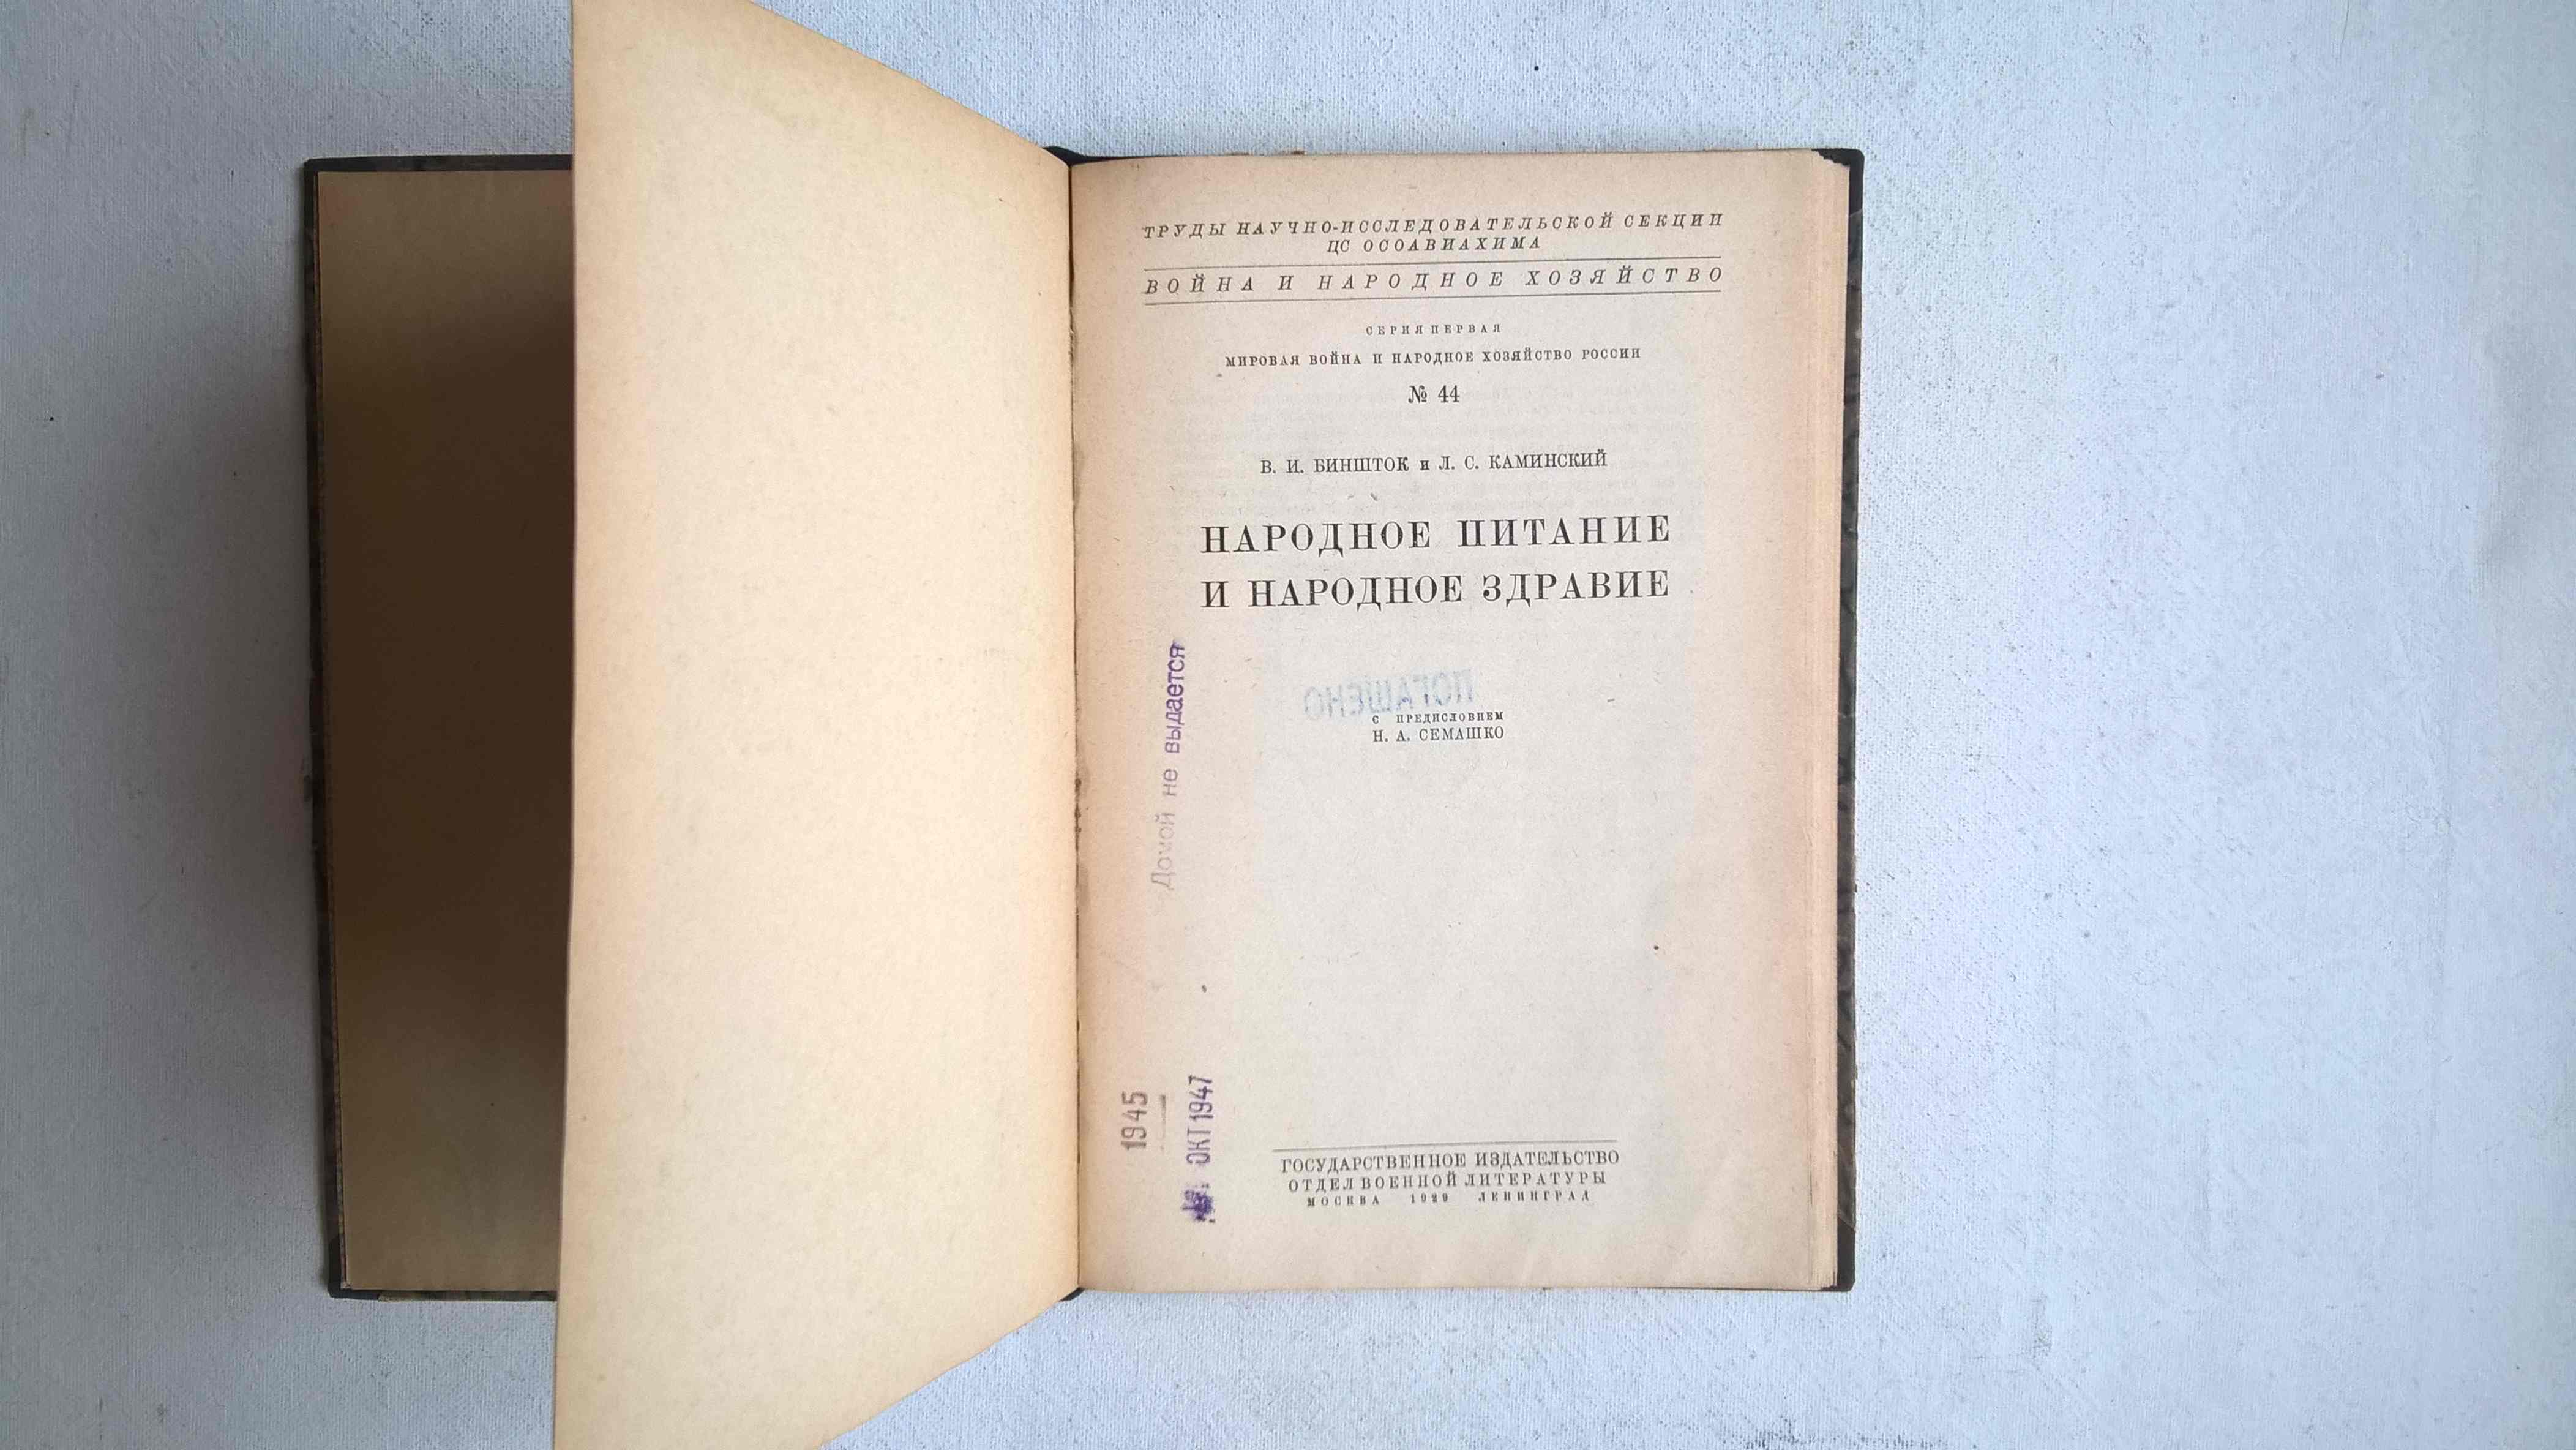 ТРУДЫ НАУЧНО-ИССЛЕДОВАТЕЛЬСКОЙ СЕКЦИИ
ЦС ОСОАВИАХИМА
ВОЙНА И НАРОДНОЕ ХОЗЯЙСТВО
СЕРИЯ ПЕРВАЯ
МИРОВАЯ ВОЙНА И НАРОДНОЕ ХОЗЯЙСТВО РОССИИ
№ 44
В. И. БИНШТОК и Л. С. КАМИНСКИЙ
НАРОДНОЕ ПИТАНИЕ
И НАРОДНОЕ ЗДРАВИЕ
ПОГАШЕНО
С ПРЕДИСЛОВИЕМ
Н. А. СЕМАШКО
Домой не выдается
1945
ОКТ 1947
ГОСУДАРСТВЕННОЕ ИЗДАТЕЛЬСТВО
ОТДЕЛ ВОЕННОЙ ЛИТЕРАТУРЫ
МОСКВА 1929 ЛЕНИНГРАД